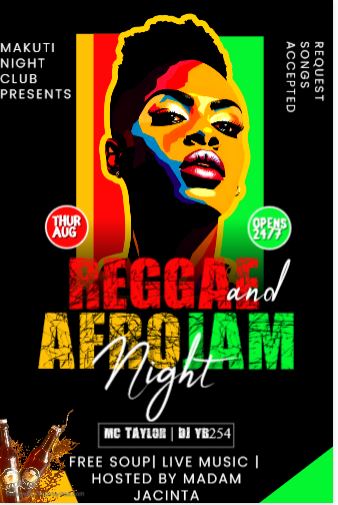 MAKUTI
NIGHT
CLUB
PRESENTS
REQUEST
SONGS
ACCEPTED
THUR
AUG
OPENS
24/7
REGGAE and
AFROJAM
Night
MC TAYLOR | DJ YB254
FREE SOUP| LIVE MUSIC |
HOSTED BY MADAM
JACINTA